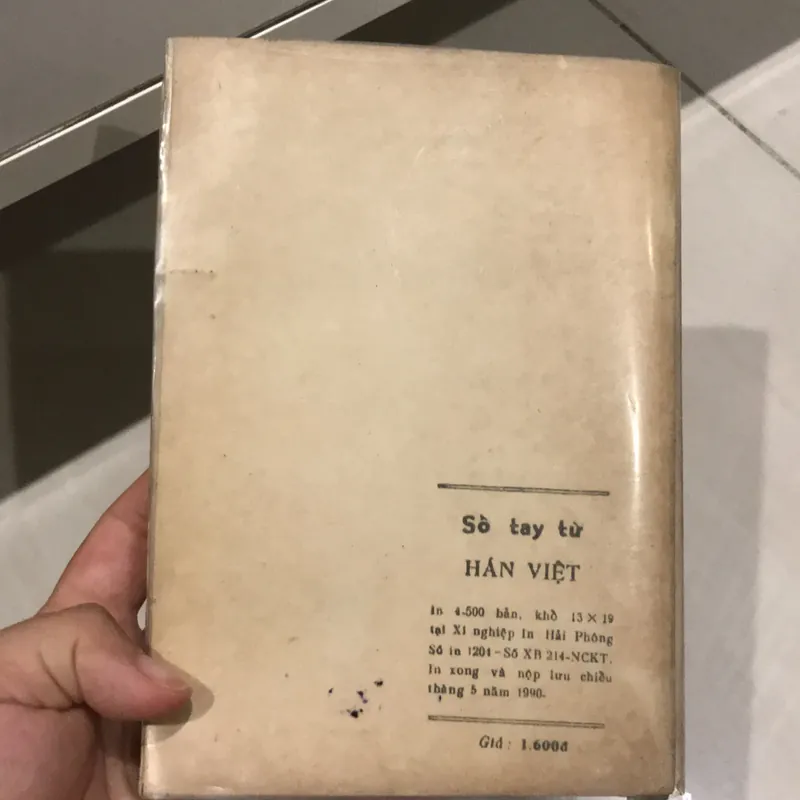 Sổ tay từ
HÁN VIỆT
In 4.500 bản, khổ 13 × 19
tại Xí nghiệp In Hải Phòng
Số in 1201 - Số XB 214-NCKT.
In xong và nộp lưu chiểu
tháng 5 năm 1990.
Giá : 1.600đ